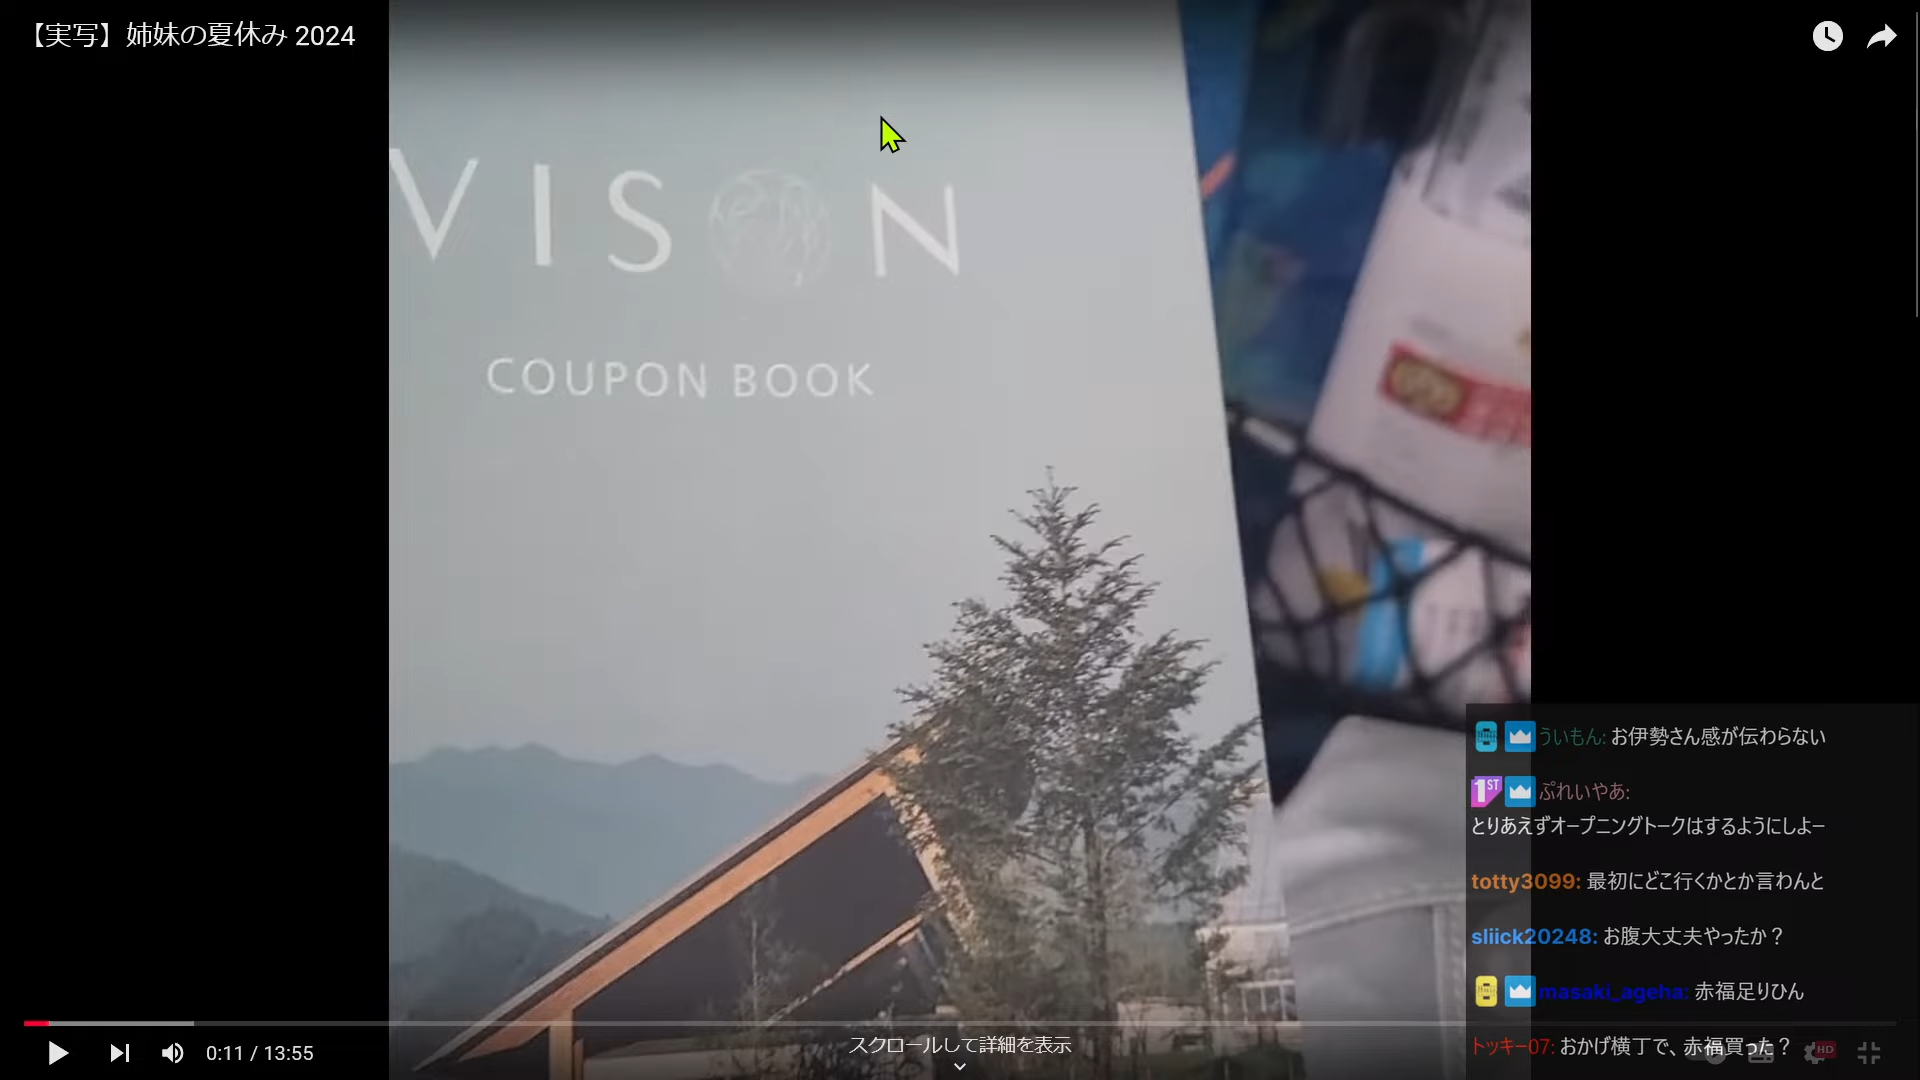 【実写】姉妹の夏休み 2024
VISON
COUPON BOOK
ういもん: お伊勢さん感が伝わらない
1ST ぷれいやあ:
とりあえずオープニングトークはするようにしよー
totty3099: 最初にどこ行くかとか言わんと
sliick20248: お腹大丈夫やったか？
masaki_ageha: 赤福足りひん
トッキー07: おかげ横丁で、赤福買った？
0:11 / 13:55
スクロールして詳細を表示
HD